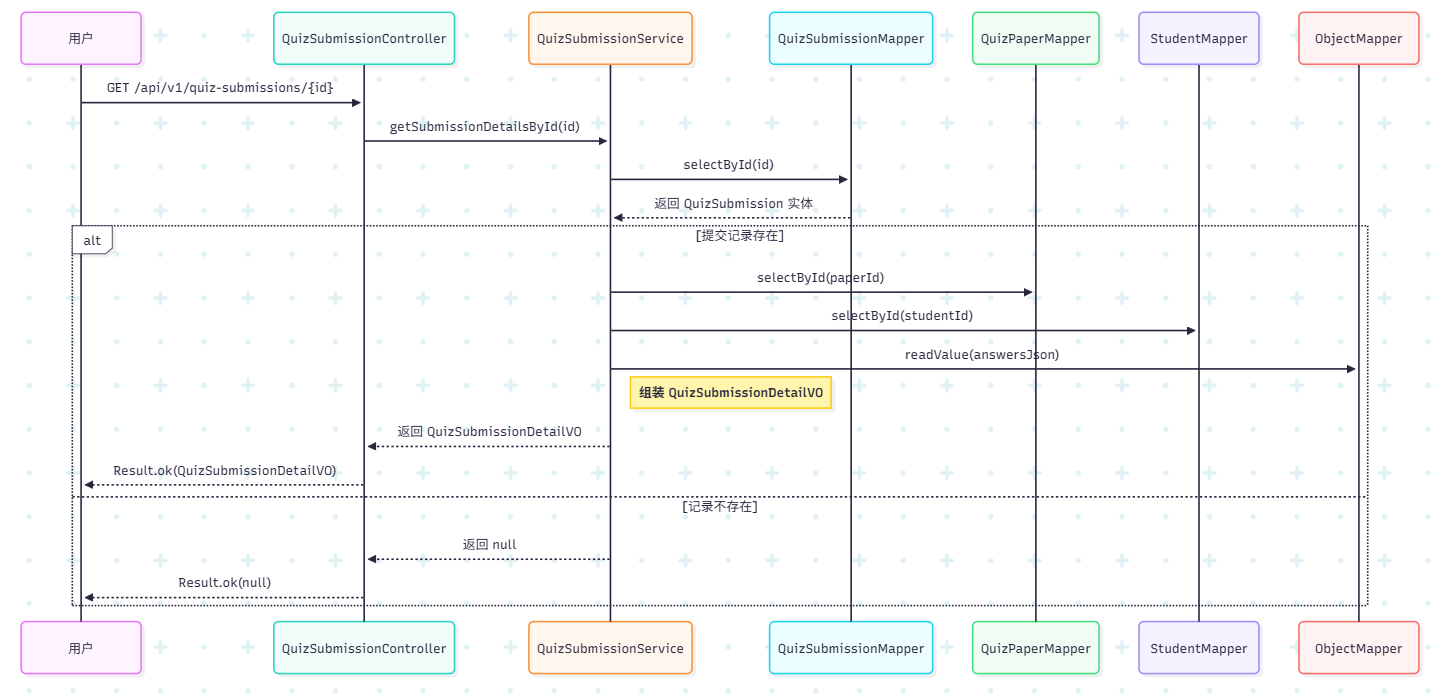 用户
QuizSubmissionController
QuizSubmissionService
QuizSubmissionMapper
QuizPaperMapper
StudentMapper
ObjectMapper
GET /api/v1/quiz-submissions/{id}
getSubmissionDetailsById(id)
selectById(id)
返回 QuizSubmission 实体
alt
[提交记录存在]
selectById(paperId)
selectById(studentId)
readValue(answersJson)
组装 QuizSubmissionDetailVO
返回 QuizSubmissionDetailVO
Result.ok(QuizSubmissionDetailVO)
[记录不存在]
返回 null
Result.ok(null)
用户
QuizSubmissionController
QuizSubmissionService
QuizSubmissionMapper
QuizPaperMapper
StudentMapper
ObjectMapper